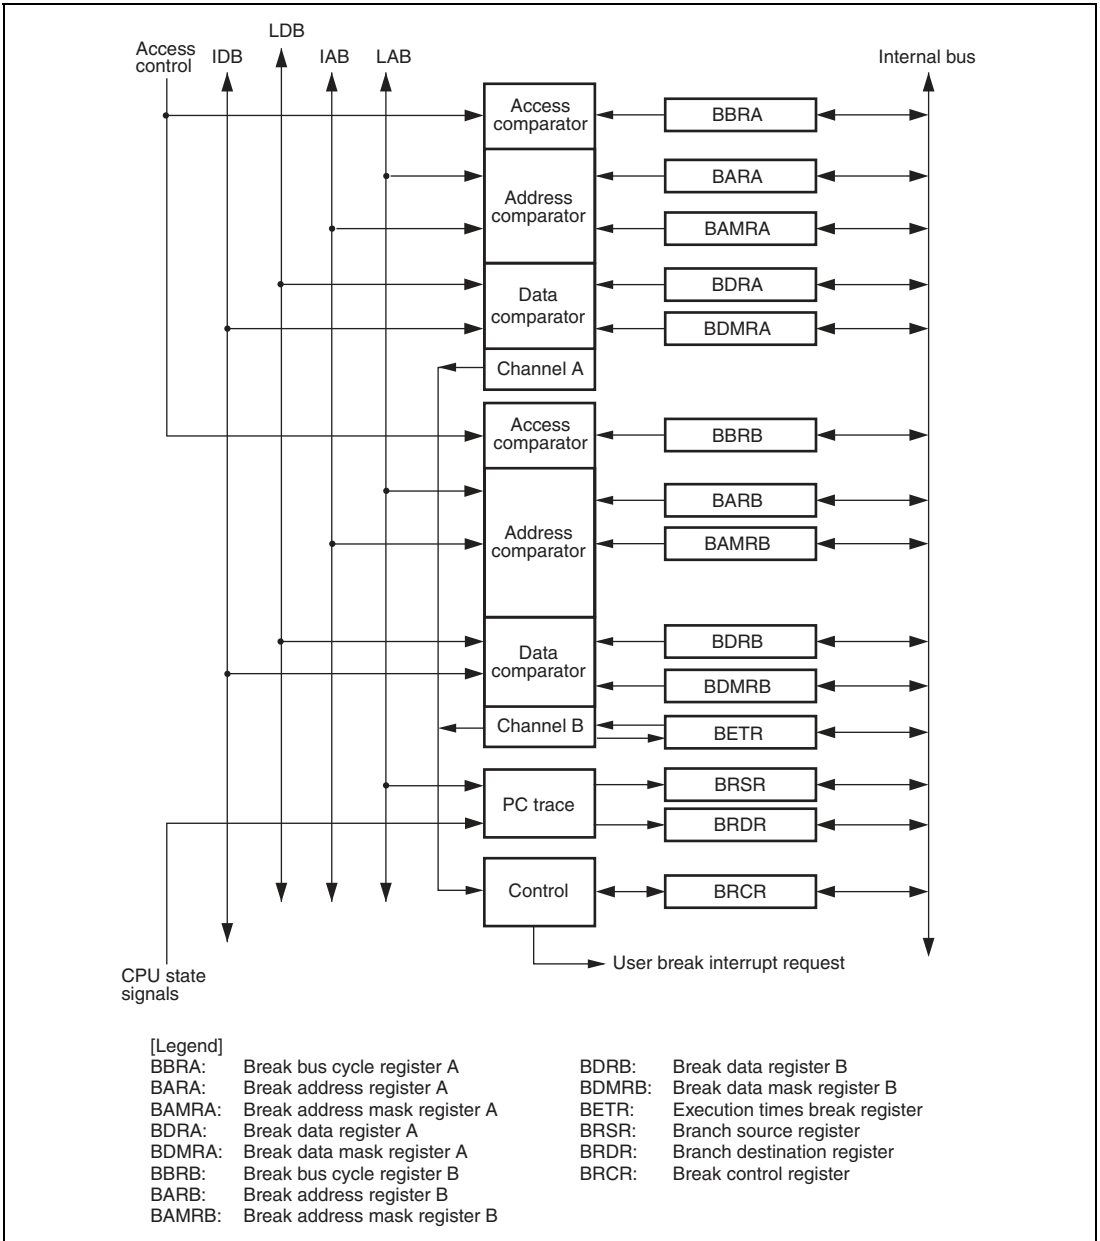 LDB
Access
control
IDB
IAB
LAB
Internal bus
Access
comparator
BBRA
Address
comparator
BARA
BAMRA
Data
comparator
BDRA
BDMRA
Channel A
Access
comparator
BBRB
Address
comparator
BARB
BAMRB
Data
comparator
BDRB
BDMRB
Channel B
BETR
PC trace
BRSR
BRDR
Control
BRCR
User break interrupt request
CPU state
signals
[Legend]
BBRA: Break bus cycle register A
BARA: Break address register A
BAMRA: Break address mask register A
BDRA: Break data register A
BDMRA: Break data mask register A
BBRB: Break bus cycle register B
BARB: Break address register B
BAMRB: Break address mask register B
BDRB: Break data register B
BDMRB: Break data mask register B
BETR: Execution times break register
BRSR: Branch source register
BRDR: Branch destination register
BRCR: Break control register